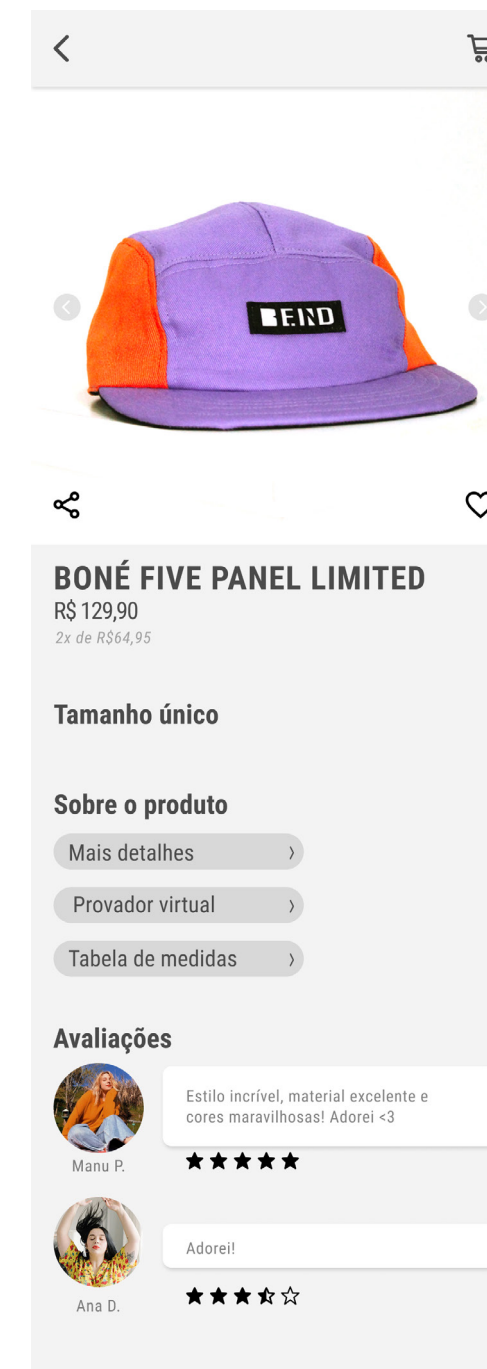 BEND
BONÉ FIVE PANEL LIMITED
R$ 129,90
2x de R$64,95
Tamanho único
Sobre o produto
Mais detalhes
Provador virtual
Tabela de medidas
Avaliações
Estilo incrível, material excelente e
cores maravilhosas! Adorei <3
Manu P.
Adorei!
Ana D.